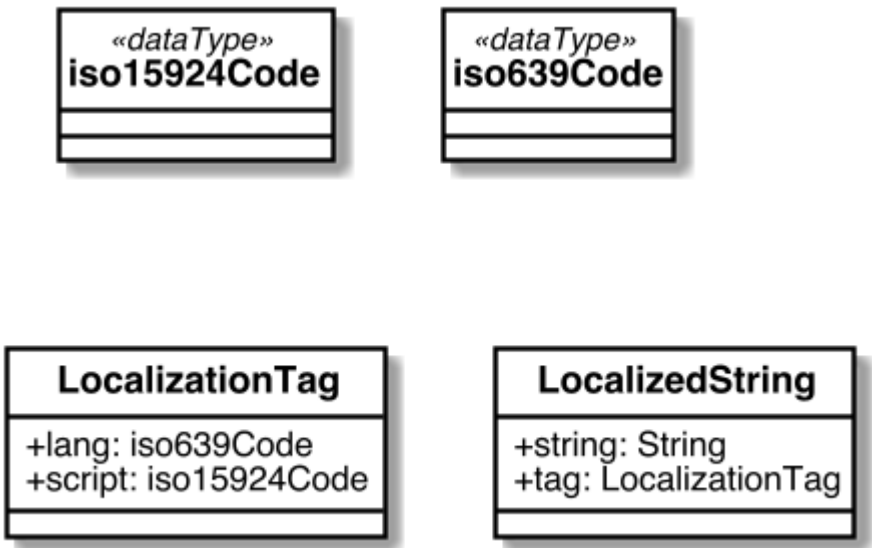 «dataType»
iso15924Code
«dataType»
iso639Code
LocalizationTag
+lang: iso639Code
+script: iso15924Code
LocalizedString
+string: String
+tag: LocalizationTag